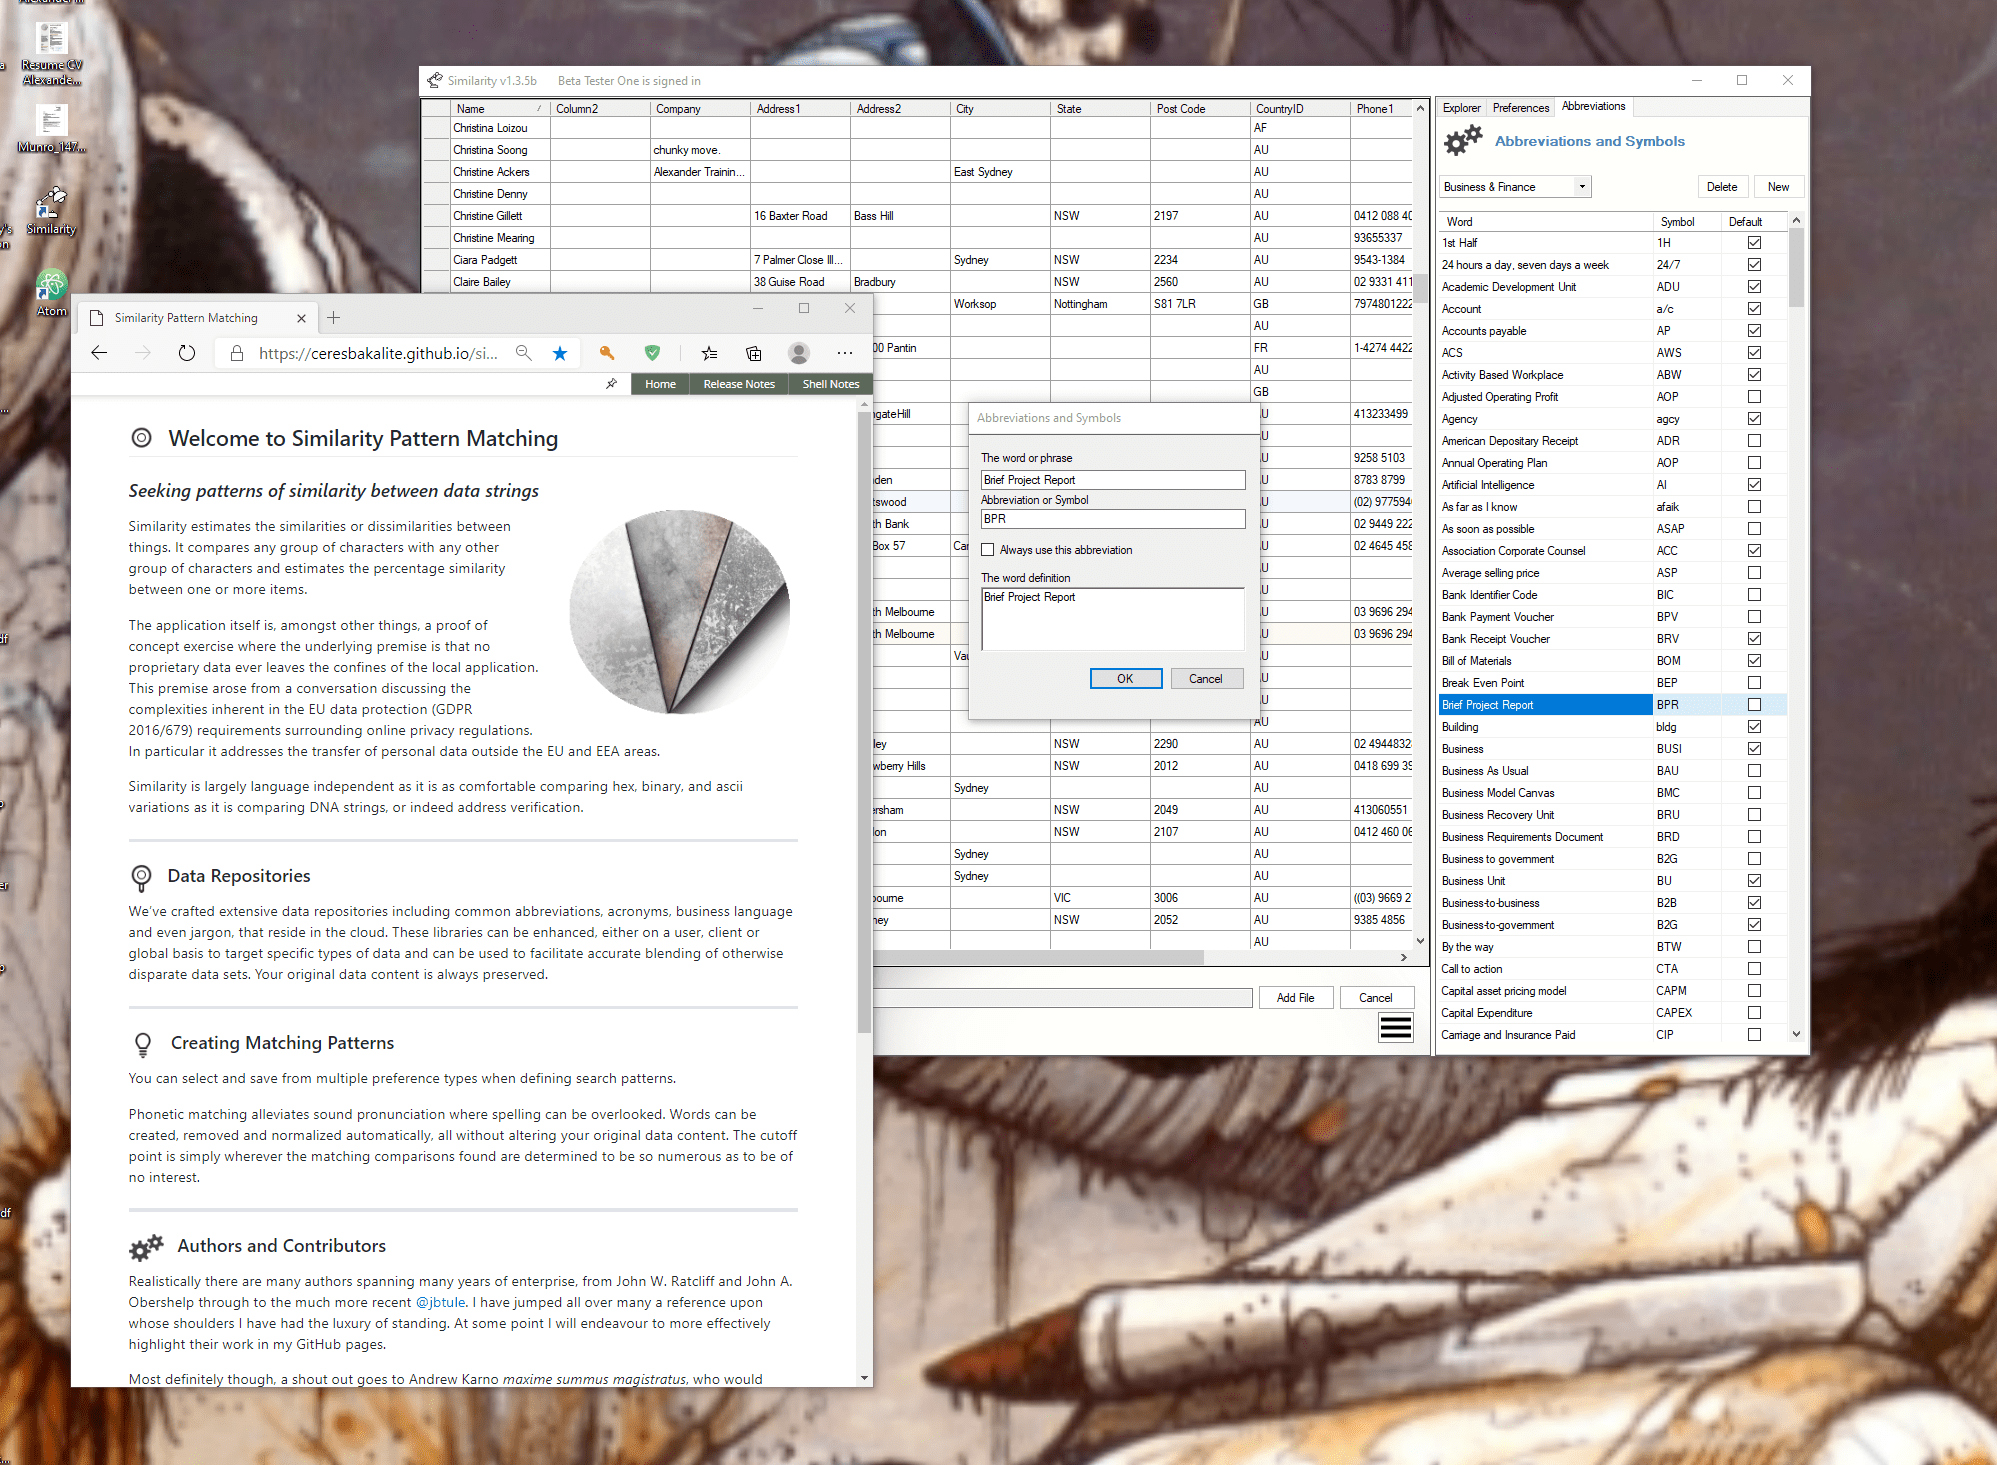 Resume CV
Alexande...
Munro_147...
Similarity
Atom
Similarity v1.3.5b Beta Tester One is signed in
Name Column2 Company Address1 Address2 City State Post Code CountryID Phone1
Christina Loizou AF
Christina Soong chunky move. AU
Christine Ackers Alexander Trainin... East Sydney AU
Christine Denny AU
Christine Gillett 16 Baxter Road Bass Hill NSW 2197 AU 0412 088 40
Christine Mearing AU 93655337
Ciara Padgett 7 Palmer Close Ill... Sydney NSW 2234 AU 9543-1384
Claire Bailey 38 Guise Road Bradbury NSW 2560 AU 02 9331 411
Worksop Nottingham S81 7LR GB 7974801222
AU
00 Pantin FR 1-4274 4422
AU
GB
ngateHill U 413233499
U
U 9258 5103
den U 8783 8799
tswood U (02) 977594
th Bank U 02 9449 222
Box 57 Car U 02 4645 458
U
U
th Melbourne U 03 9696 294
th Melbourne U 03 9696 294
Vau U
U
U
AU
ley NSW 2290 AU 02 4944832
wberry Hills NSW 2012 AU 0418 699 39
Sydney AU
ersham NSW 2049 AU 413060551
don NSW 2107 AU 0412 460 06
Sydney AU
Sydney AU
bourne VIC 3006 AU ((03) 9669 2
ney NSW 2052 AU 9385 4856
AU
Add File Cancel
Abbreviations and Symbols
The word or phrase
Brief Project Report
Abbreviation or Symbol
BPR
Always use this abbreviation
The word definition
Brief Project Report
OK Cancel
Explorer Preferences Abbreviations
Abbreviations and Symbols
Business & Finance Delete New
Word Symbol Default
1st Half 1H
24 hours a day, seven days a week 24/7
Academic Development Unit ADU
Account a/c
Accounts payable AP
ACS AWS
Activity Based Workplace ABW
Adjusted Operating Profit AOP
Agency agcy
American Depositary Receipt ADR
Annual Operating Plan AOP
Artificial Intelligence AI
As far as I know afaik
As soon as possible ASAP
Association Corporate Counsel ACC
Average selling price ASP
Bank Identifier Code BIC
Bank Payment Voucher BPV
Bank Receipt Voucher BRV
Bill of Materials BOM
Break Even Point BEP
Brief Project Report BPR
Building bldg
Business BUSI
Business As Usual BAU
Business Model Canvas BMC
Business Recovery Unit BRU
Business Requirements Document BRD
Business to government B2G
Business Unit BU
Business-to-business B2B
Business-to-government B2G
By the way BTW
Call to action CTA
Capital asset pricing model CAPM
Capital Expenditure CAPEX
Carriage and Insurance Paid CIP
Similarity Pattern Matching
https://ceresbakalite.github.io/si...
Home Release Notes Shell Notes
Welcome to Similarity Pattern Matching
Seeking patterns of similarity between data strings
Similarity estimates the similarities or dissimilarities between
things. It compares any group of characters with any other
group of characters and estimates the percentage similarity
between one or more items.
The application itself is, amongst other things, a proof of
concept exercise where the underlying premise is that no
proprietary data ever leaves the confines of the local application.
This premise arose from a conversation discussing the
complexities inherent in the EU data protection (GDPR
2016/679) requirements surrounding online privacy regulations.
In particular it addresses the transfer of personal data outside the EU and EEA areas.
Similarity is largely language independent as it is as comfortable comparing hex, binary, and ascii
variations as it is comparing DNA strings, or indeed address verification.
Data Repositories
We've crafted extensive data repositories including common abbreviations, acronyms, business language
and even jargon, that reside in the cloud. These libraries can be enhanced, either on a user, client or
global basis to target specific types of data and can be used to facilitate accurate blending of otherwise
disparate data sets. Your original data content is always preserved.
Creating Matching Patterns
You can select and save from multiple preference types when defining search patterns.
Phonetic matching alleviates sound pronunciation where spelling can be overlooked. Words can be
created, removed and normalized automatically, all without altering your original data content. The cutoff
point is simply wherever the matching comparisons found are determined to be so numerous as to be of
no interest.
Authors and Contributors
Realistically there are many authors spanning many years of enterprise, from John W. Ratcliff and John A.
Obershelp through to the much more recent @jbtule. I have jumped all over many a reference upon
whose shoulders I have had the luxury of standing. At some point I will endeavour to more effectively
highlight their work in my GitHub pages.
Most definitely though, a shout out goes to Andrew Karno maxime summus magistratus, who would